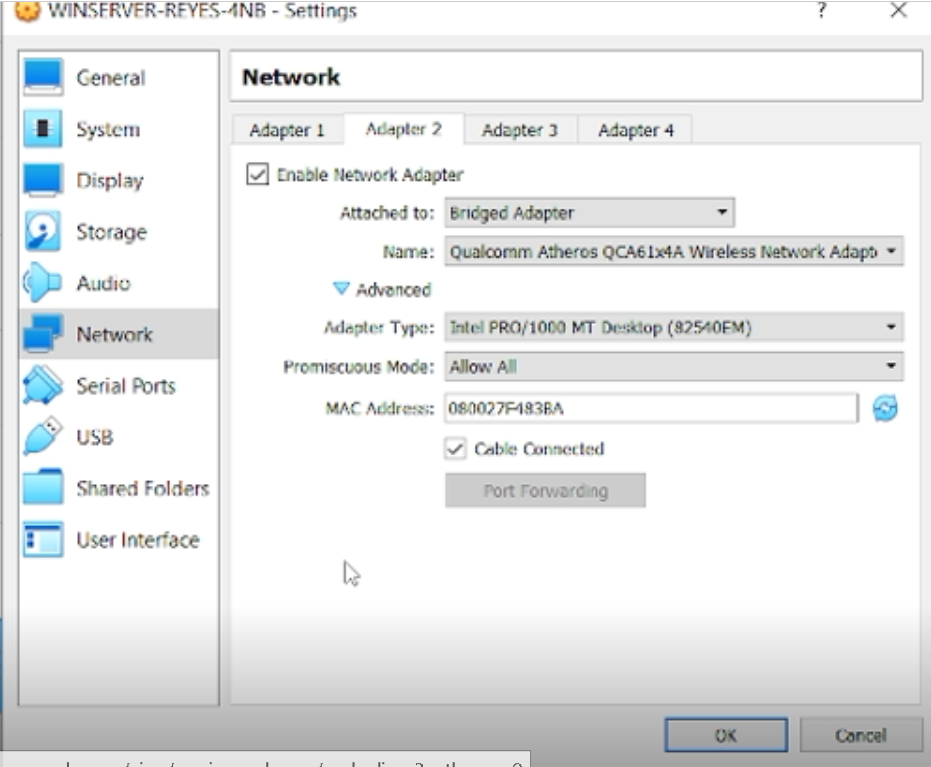 WINSERVER-REYES-4NB - Settings
?
General
System
Display
Storage
Audio
Network
Serial Ports
USB
Shared Folders
User Interface
Network
Adapter 1 Adapter 2 Adapter 3 Adapter 4
Enable Network Adapter
Attached to: Bridged Adapter
Name: Qualcomm Atheros QCA61x4A Wireless Network Adapt
Advanced
Adapter Type: Intel PRO/1000 MT Desktop (82540EM)
Promiscuous Mode: Allow All
MAC Address: 080027F483BA
Cable Connected
Port Forwarding
OK Cancel